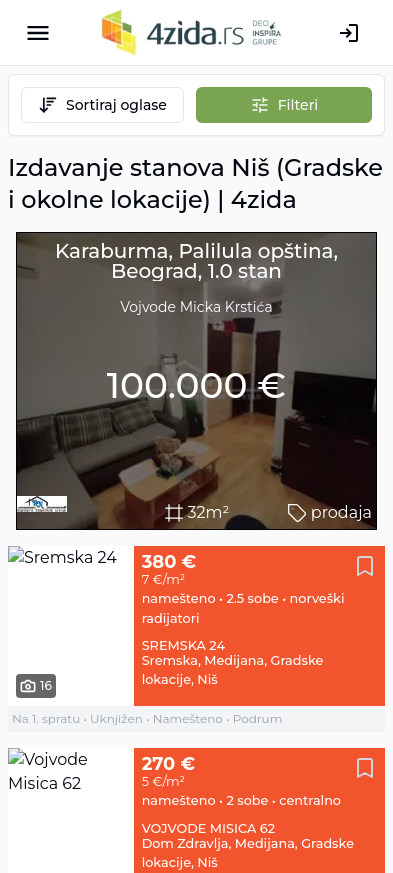 4zida.rs
DEO
INSPIRA
GRUPE
Sortiraj oglase
Filteri
Izdavanje stanova Niš (Gradske
i okolne lokacije) | 4zida
Karaburma, Palilula opština,
Beograd, 1.0 stan
Vojvode Micka Krstića
100.000 €
32m²
prodaja
Sremska 24
16
380 €
7 €/m²
namešteno • 2.5 sobe • norveški
radijatori
SREMSKA 24
Sremska, Medijana, Gradske
lokacije, Niš
Na 1. spratu • Uknjižen • Namešteno • Podrum
Vojvode
Misica 62
270 €
5 €/m²
namešteno • 2 sobe • centralno
VOJVODE MISICA 62
Dom Zdravlja, Medijana, Gradske
lokacije, Niš